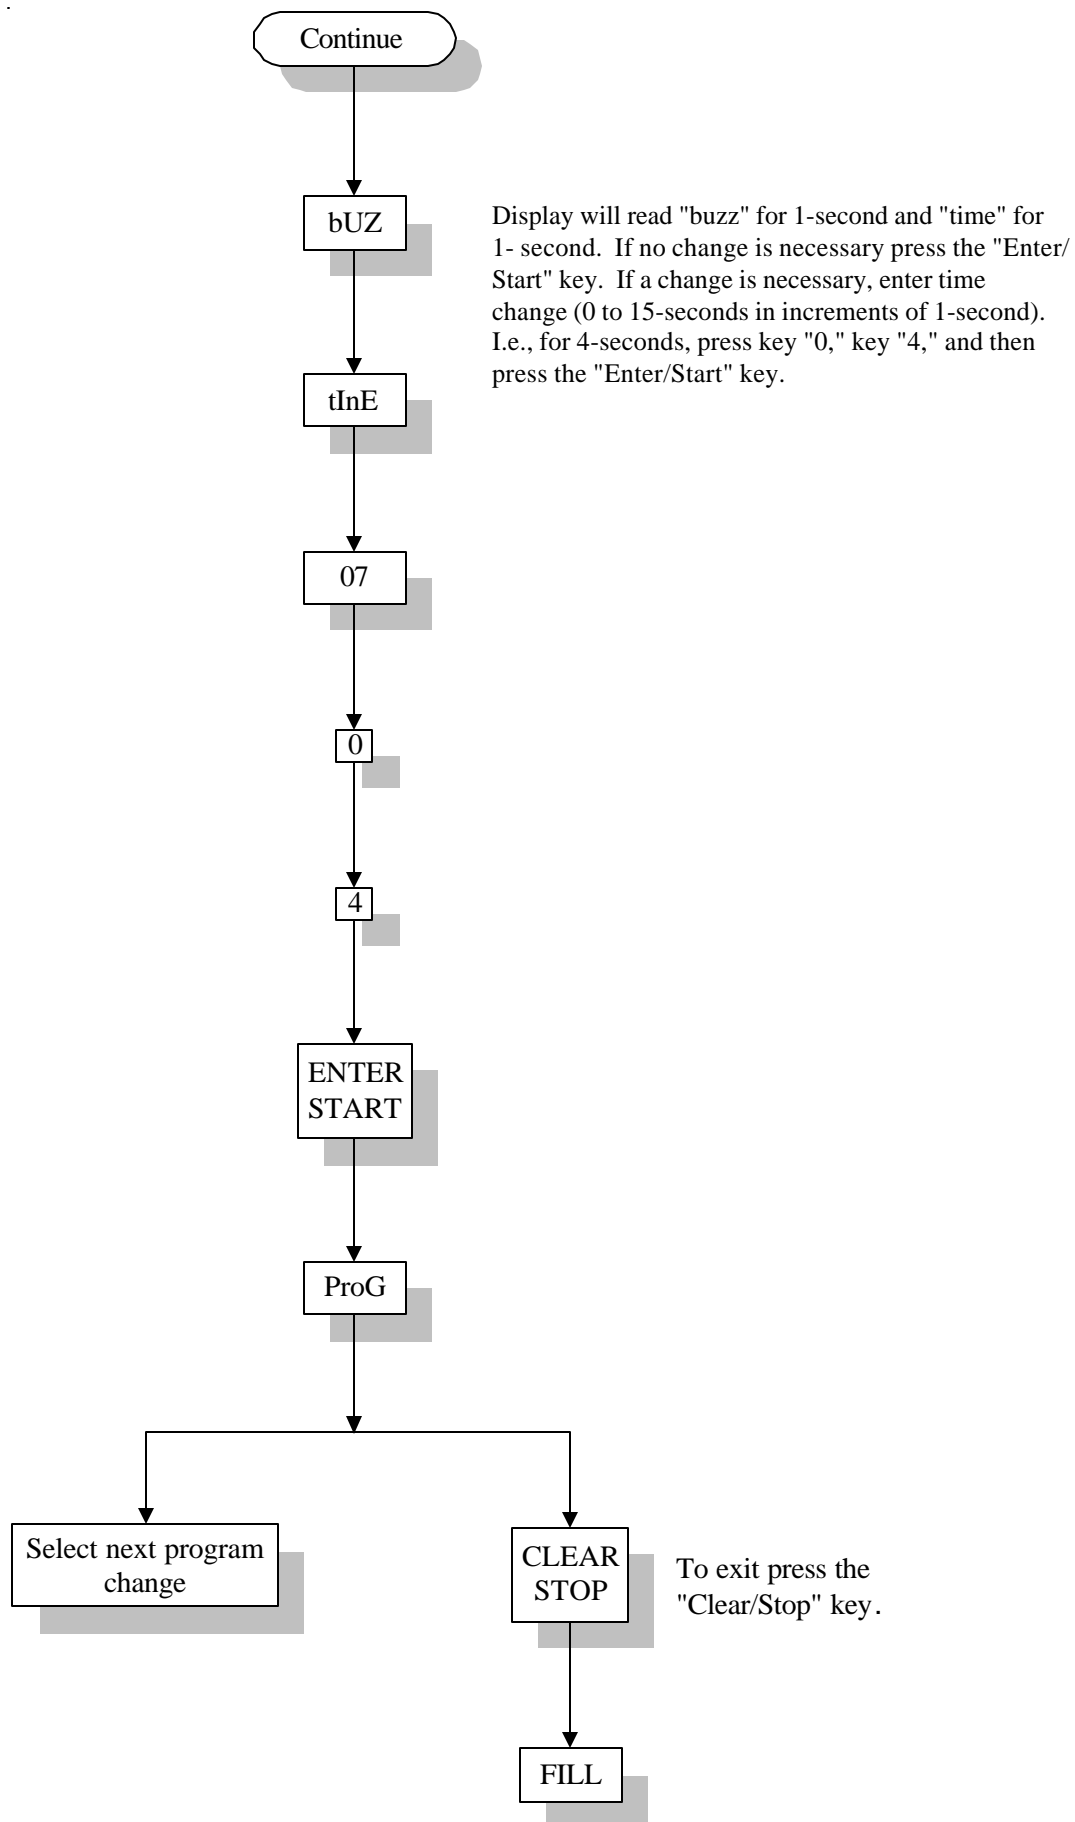 Continue
bUZ
Display will read "buzz" for 1-second and "time" for
1- second. If no change is necessary press the "Enter/
Start" key. If a change is necessary, enter time
change (0 to 15-seconds in increments of 1-second).
I.e., for 4-seconds, press key "0," key "4," and then
press the "Enter/Start" key.
tInE
07
0
4
ENTER
START
ProG
Select next program
change
CLEAR
STOP
To exit press the
"Clear/Stop" key.
FILL